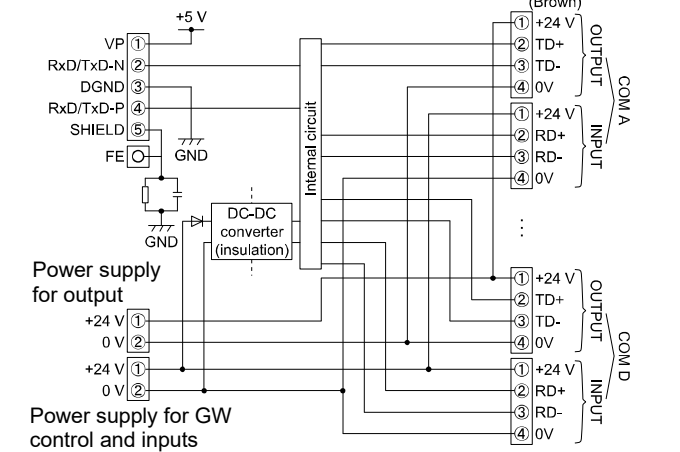 (Brown)
+5 V
VP ①
RxD/TxD-N ②
DGND ③
RxD/TxD-P ④
SHIELD ⑤
FE
GND
GND
Internal circuit
DC-DC
converter
(insulation)
① +24 V
② TD+
③ TD-
④ 0V
OUTPUT
① +24 V
② RD+
③ RD-
④ 0V
INPUT
COM A
Power supply
for output
+24 V ①
0 V ②
+24 V ①
0 V ②
Power supply for GW
control and inputs
① +24 V
② TD+
③ TD-
④ 0V
OUTPUT
① +24 V
② RD+
③ RD-
④ 0V
INPUT
COM D